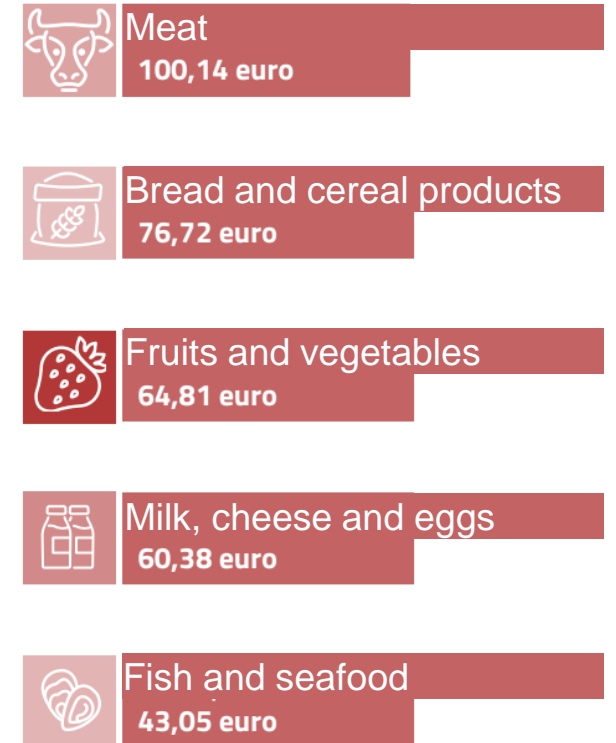 Meat
100,14 euro
Bread and cereal products
76,72 euro
Fruits and vegetables
64,81 euro
Milk, cheese and eggs
60,38 euro
Fish and seafood
43,05 euro